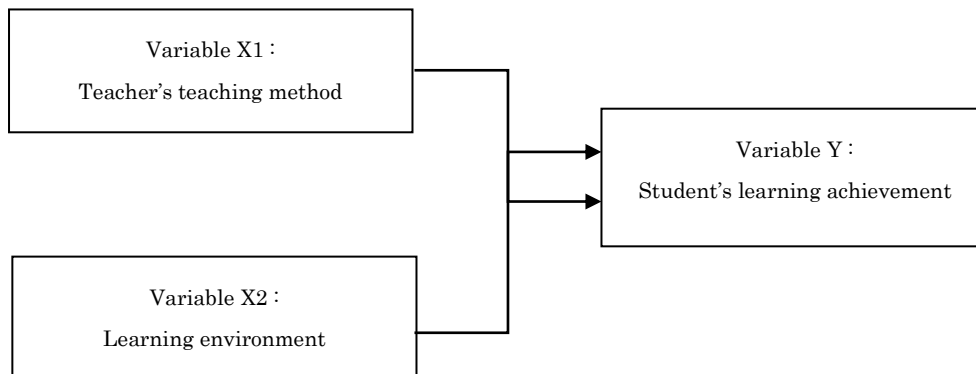 Variable X1 :
Teacher’s teaching method
Variable Y :
Student’s learning achievement
Variable X2 :
Learning environment